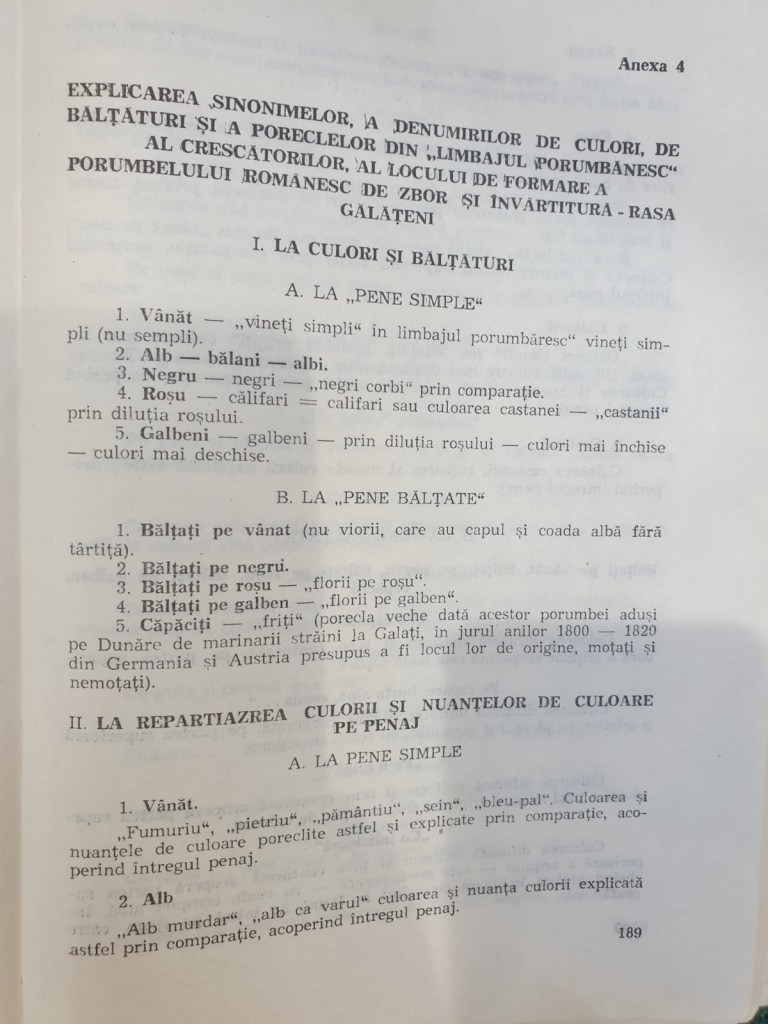 Anexa 4
EXPLICAREA SINONIMELOR, A DENUMIRILOR DE CULORI, DE
BĂLȚĂTURI ȘI A PORECLELOR DIN „LIMBAJUL PORUMBĂNESC“
AL CRESCĂTORILOR, AL LOCULUI DE FORMARE A
PORUMBELULUI ROMÂNESC DE ZBOR ȘI ÎNVÂRTITURĂ - RASA
GĂLĂȚENI
I. LA CULORI ȘI BĂLȚĂTURI
A. LA „PENE SIMPLE“
1. Vânăt — „vineți simpli“ în limbajul porumbăresc“ vineți sim-
pli (nu sempli).
2. Alb — bălani — albi.
3. Negru — negri — „negri corbi“ prin comparație.
4. Roșu — călifari = califari sau culoarea castanei — „castanii“
prin diluția roșului.
5. Galbeni — galbeni — prin diluția roșului — culori mai închise
— culori mai deschise.
B. LA „PENE BĂLȚATE“
1. Bălțați pe vânat (nu viorii, care au capul și coada albă fără
târtiță).
2. Bălțați pe negru.
3. Bălțați pe roșu — „florii pe roșu“.
4. Bălțați pe galben — „florii pe galben“.
5. Căpăciți — „friți“ (porecla veche dată acestor porumbei aduși
pe Dunăre de marinarii străini la Galați, în jurul anilor 1800 — 1820
din Germania și Austria presupus a fi locul lor de origine, moțați și
nemoțați).
II. LA REPARTIAZREA CULORII ȘI NUANȚELOR DE CULOARE
PE PENAJ
A. LA PENE SIMPLE
1. Vânăt.
„Fumuriu“, „pietriu“, „pământiu“, „sein“, „bleu-pal“. Culoarea și
nuanțele de culoare poreclite astfel și explicate prin comparație, aco-
perind întregul penaj.
2. Alb
„Alb murdar“, „alb ca varul“ culoarea și nuanța culorii explicată
astfel prin comparație, acoperind întregul penaj.
189